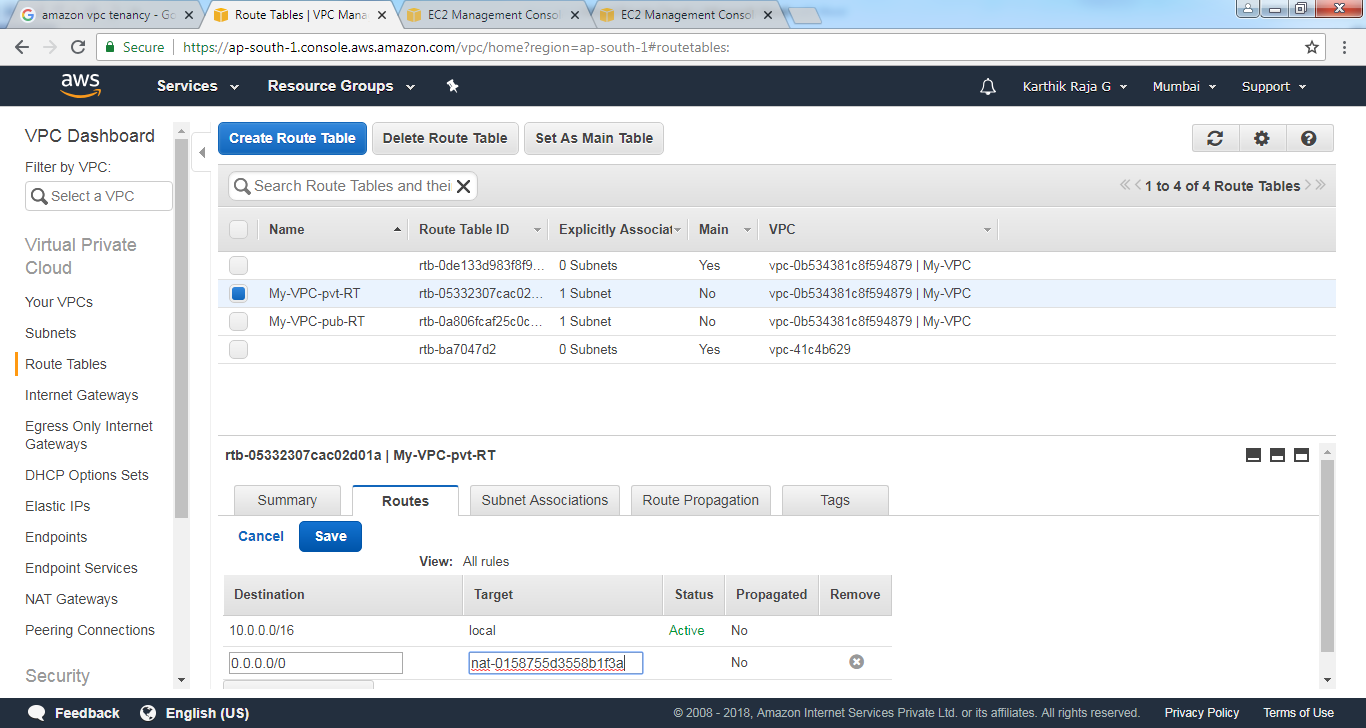 amazon vpc tenancy - Go
Route Tables | VPC Mana
EC2 Management Consol
EC2 Management Consol
Secure
https://ap-south-1.console.aws.amazon.com/vpc/home?region=ap-south-1#routetables:
aws
Services
Resource Groups
Karthik Raja G
Mumbai
Support
VPC Dashboard
Filter by VPC:
Select a VPC
Virtual Private
Cloud
Your VPCs
Subnets
Route Tables
Internet Gateways
Egress Only Internet
Gateways
DHCP Options Sets
Elastic IPs
Endpoints
Endpoint Services
NAT Gateways
Peering Connections
Security
Create Route Table
Delete Route Table
Set As Main Table
Search Route Tables and thei
1 to 4 of 4 Route Tables
Name Route Table ID Explicitly Associat Main VPC
rtb-0de133d983f8f9... 0 Subnets Yes vpc-0b534381c8f594879 | My-VPC
My-VPC-pvt-RT rtb-05332307cac02... 1 Subnet No vpc-0b534381c8f594879 | My-VPC
My-VPC-pub-RT rtb-0a806fcaf25c0c... 1 Subnet No vpc-0b534381c8f594879 | My-VPC
rtb-ba7047d2 0 Subnets Yes vpc-41c4b629
rtb-05332307cac02d01a | My-VPC-pvt-RT
Summary
Routes
Subnet Associations
Route Propagation
Tags
Cancel
Save
View: All rules
Destination Target Status Propagated Remove
10.0.0.0/16 local Active No
0.0.0.0/0 nat-0158755d3558b1f3a No
Feedback
English (US)
© 2008 - 2018, Amazon Internet Services Private Ltd. or its affiliates. All rights reserved.
Privacy Policy
Terms of Use